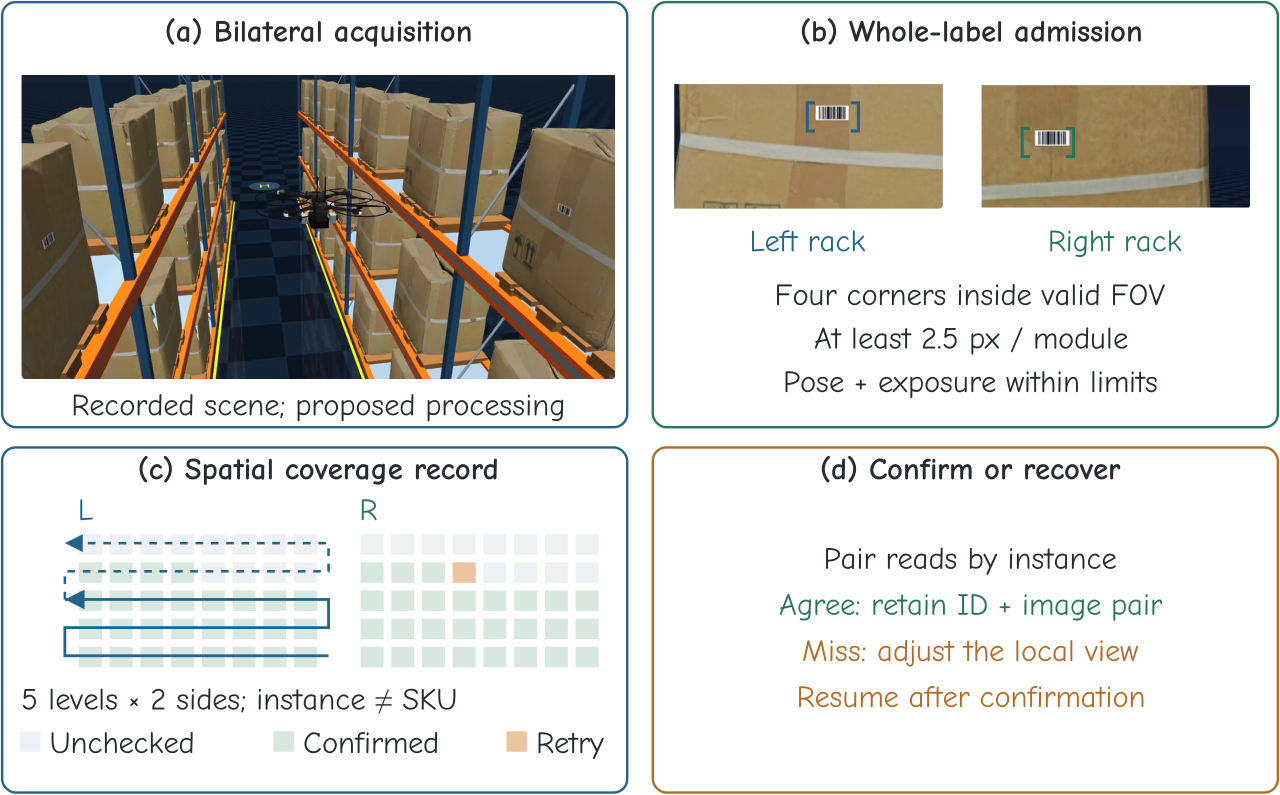 (a) Bilateral acquisition
Recorded scene; proposed processing
(b) Whole-label admission
Left rack
Right rack
Four corners inside valid FOV
At least 2.5 px / module
Pose + exposure within limits
(c) Spatial coverage record
L
R
5 levels × 2 sides; instance ≠ SKU
Unchecked
Confirmed
Retry
(d) Confirm or recover
Pair reads by instance
Agree: retain ID + image pair
Miss: adjust the local view
Resume after confirmation